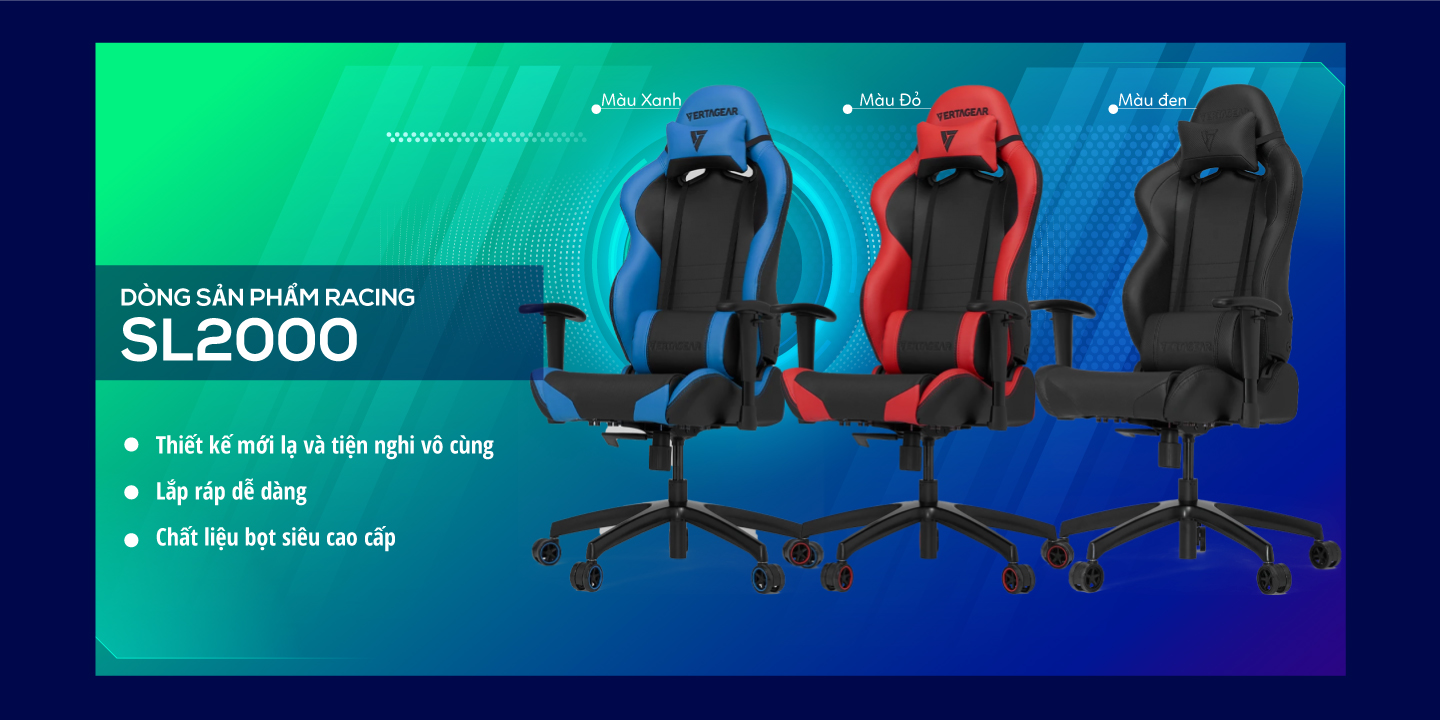 Màu Xanh
Màu Đỏ
Màu đen
VERTAGEAR
VERTAGEAR
VERTAGEAR
DÒNG SẢN PHẨM RACING
SL2000
VERTAGEAR
VERTAGEAR
VERTAGEAR
Thiết kế mới lạ và tiện nghi vô cùng
Lắp ráp dễ dàng
Chất liệu bọt siêu cao cấp